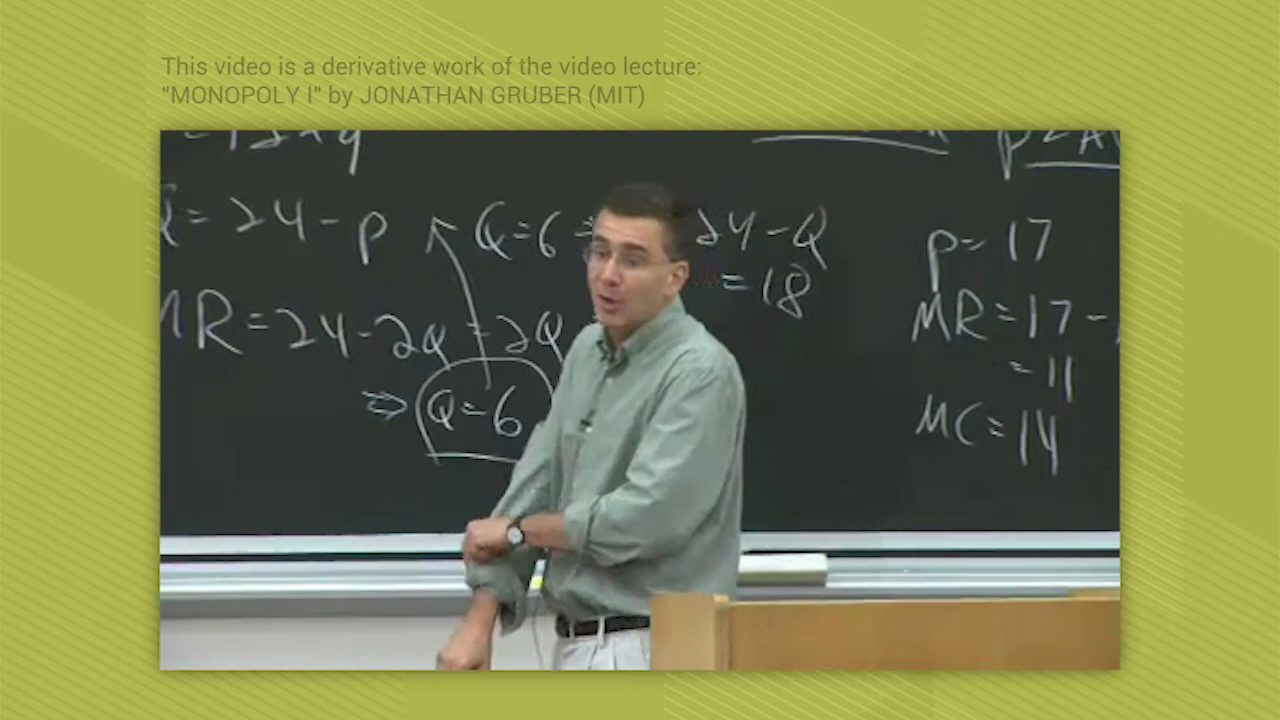 This video is a derivative work of the video lecture:
"MONOPOLY I" by JONATHAN GRUBER (MIT)
= 24 - P
Q = 6 =
24 - Q
= 18
MR = 24 - 2Q = 2Q
⇒ Q = 6
P = 17
MR = 17 -
= 11
MC = 14